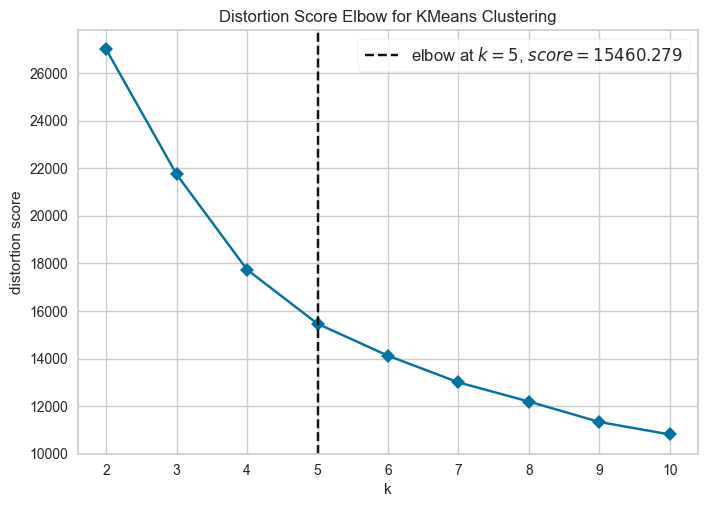 Distortion Score Elbow for KMeans Clustering
elbow at k = 5, score = 15460.279
distortion score
26000
24000
22000
20000
18000
16000
14000
12000
10000
2 3 4 5 6 7 8 9 10
k